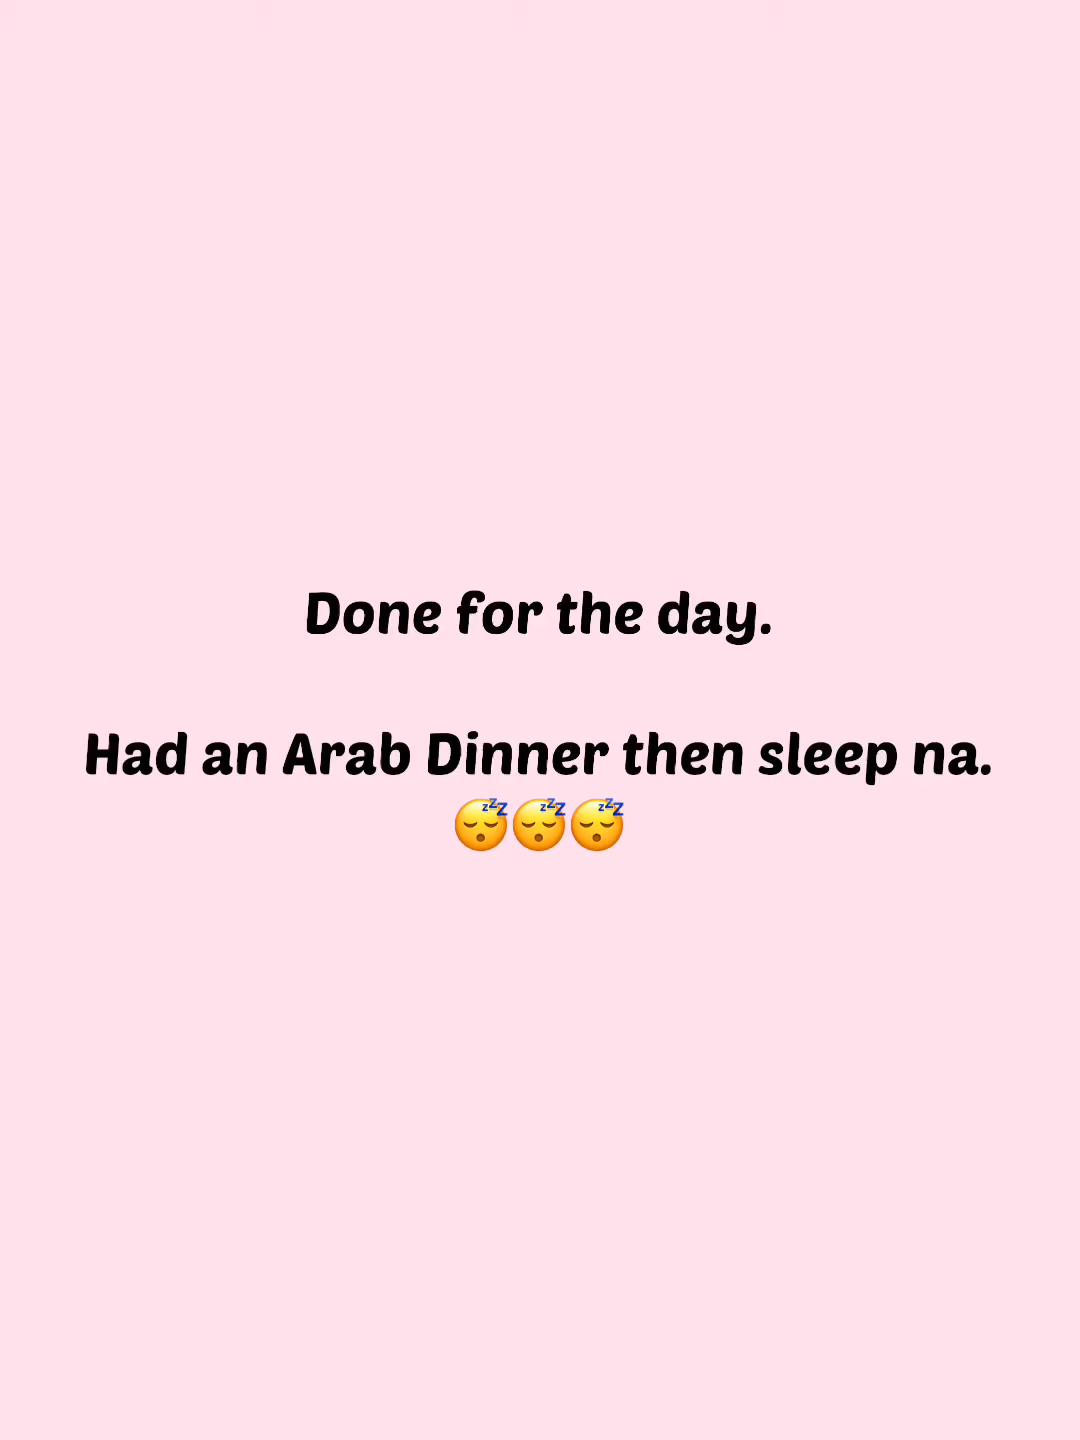 Done for the day.
Had an Arab Dinner then sleep na.
😴😴😴